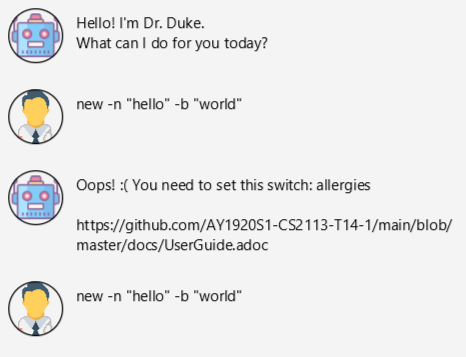 Hello! I'm Dr. Duke.
What can I do for you today?
new -n "hello" -b "world"
Oops! :( You need to set this switch: allergies
https://github.com/AY1920S1-CS2113-T14-1/main/blob/
master/docs/UserGuide.adoc
new -n "hello" -b "world"